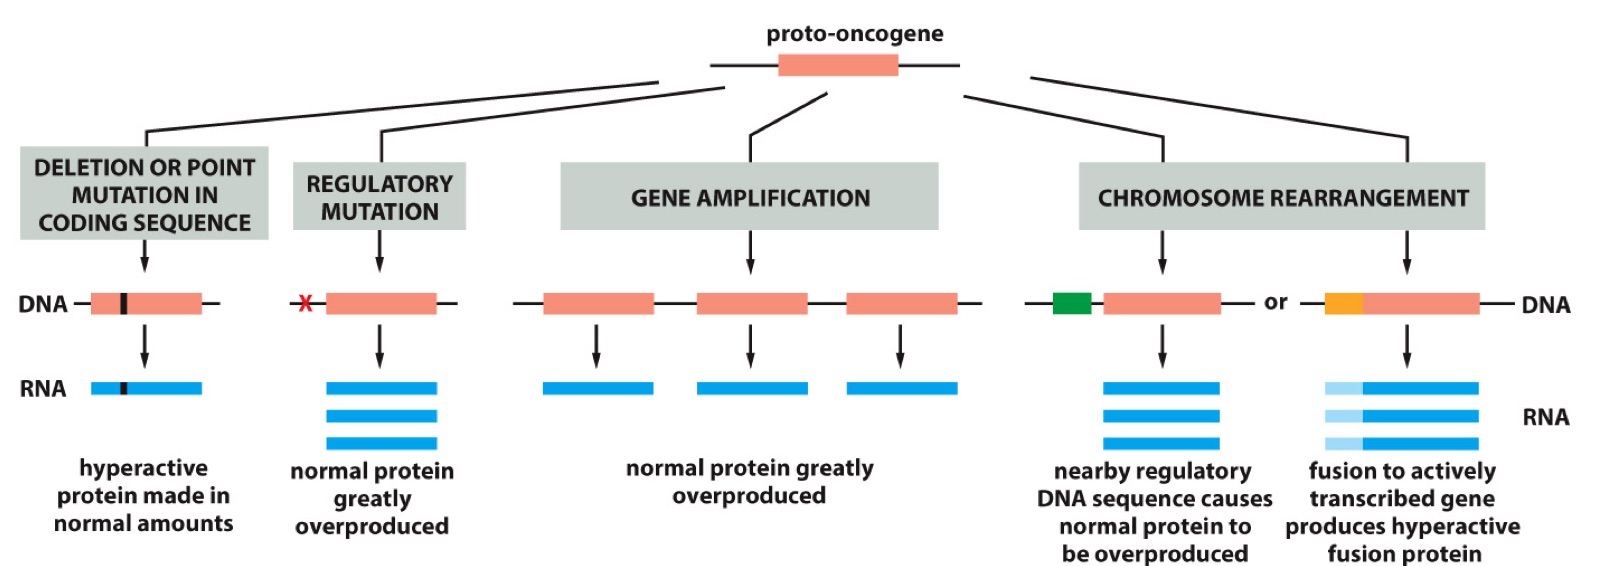 proto-oncogene
DELETION OR POINT
MUTATION IN
CODING SEQUENCE
REGULATORY
MUTATION
GENE AMPLIFICATION
CHROMOSOME REARRANGEMENT
DNA
X
or
DNA
RNA
RNA
hyperactive
protein made in
normal amounts
normal protein
greatly
overproduced
normal protein greatly
overproduced
nearby regulatory
DNA sequence causes
normal protein to
be overproduced
fusion to actively
transcribed gene
produces hyperactive
fusion protein